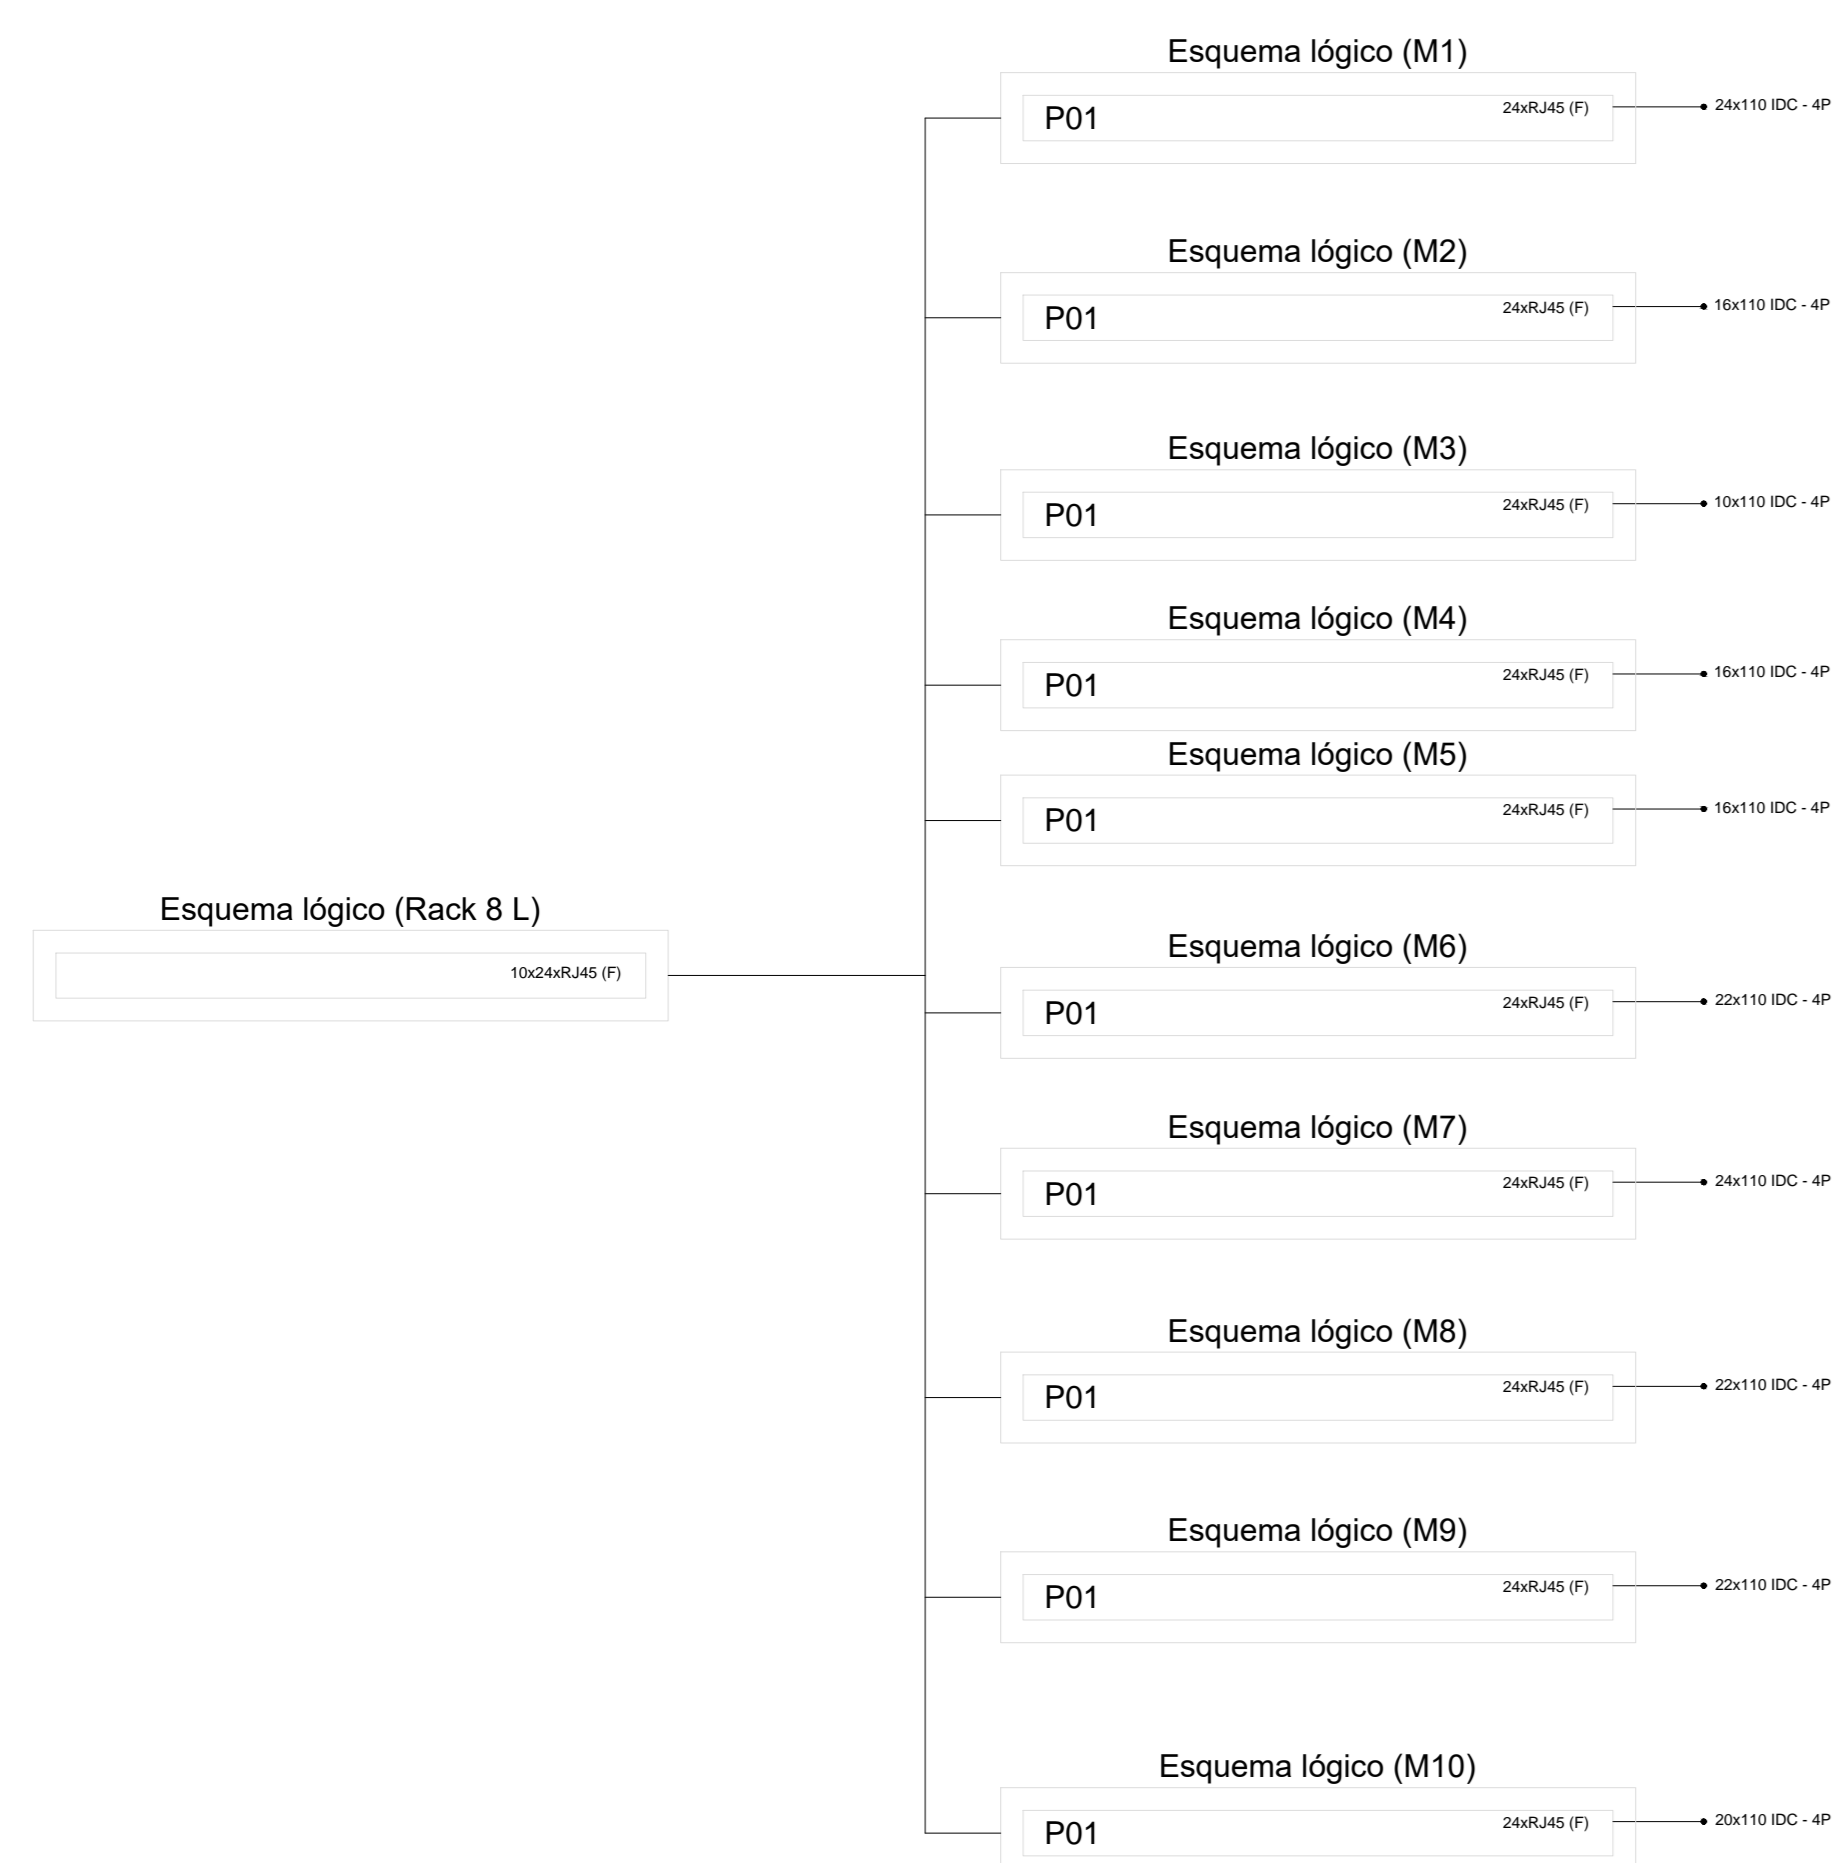 Esquema lógico (M1)
P01
24xRJ45 (F)
24x110 IDC - 4P
Esquema lógico (M2)
P01
24xRJ45 (F)
16x110 IDC - 4P
Esquema lógico (M3)
P01
24xRJ45 (F)
10x110 IDC - 4P
Esquema lógico (M4)
P01
24xRJ45 (F)
16x110 IDC - 4P
Esquema lógico (M5)
P01
24xRJ45 (F)
16x110 IDC - 4P
Esquema lógico (Rack 8 L)
10x24xRJ45 (F)
Esquema lógico (M6)
P01
24xRJ45 (F)
22x110 IDC - 4P
Esquema lógico (M7)
P01
24xRJ45 (F)
24x110 IDC - 4P
Esquema lógico (M8)
P01
24xRJ45 (F)
22x110 IDC - 4P
Esquema lógico (M9)
P01
24xRJ45 (F)
22x110 IDC - 4P
Esquema lógico (M10)
P01
24xRJ45 (F)
20x110 IDC - 4P